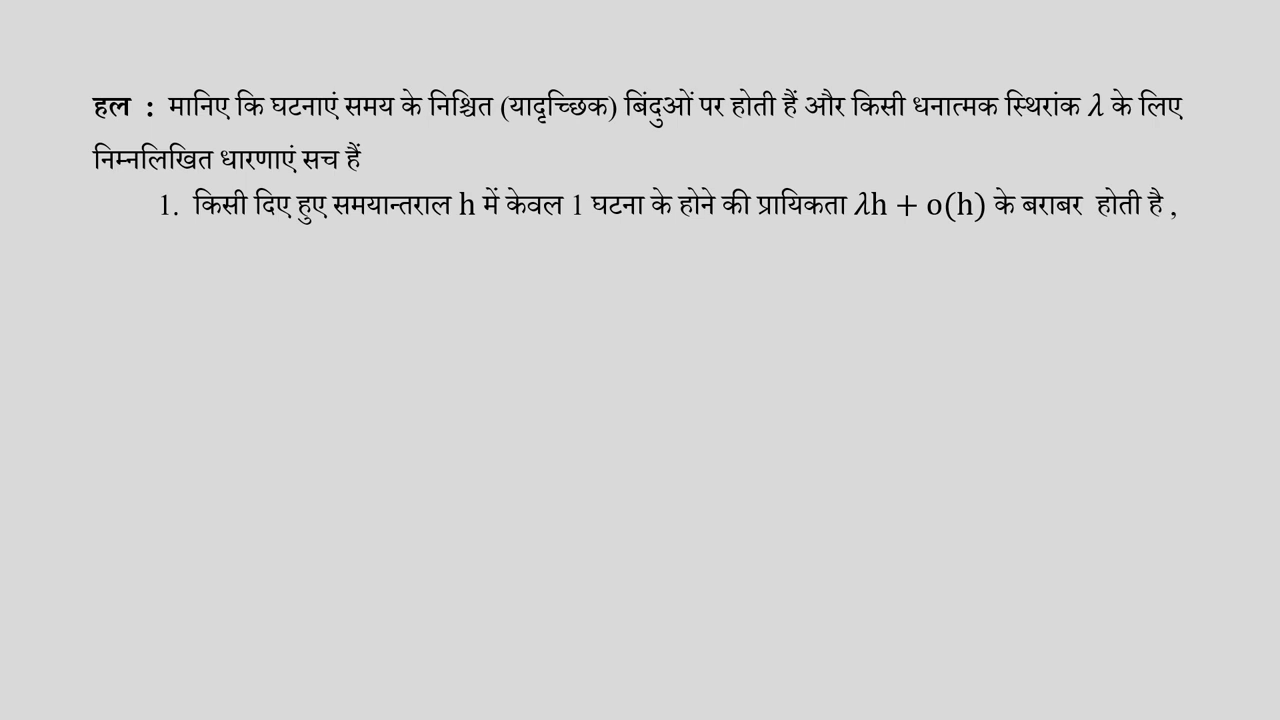 हल : मानिए कि घटनाएं समय के निश्चित (यादृच्छिक) बिंदुओं पर होती हैं और किसी धनात्मक स्थिरांक λ के लिए
निम्नलिखित धारणाएं सच हैं
1. किसी दिए हुए समयान्तराल h में केवल 1 घटना के होने की प्रायिकता λh + o(h) के बराबर होती है ,